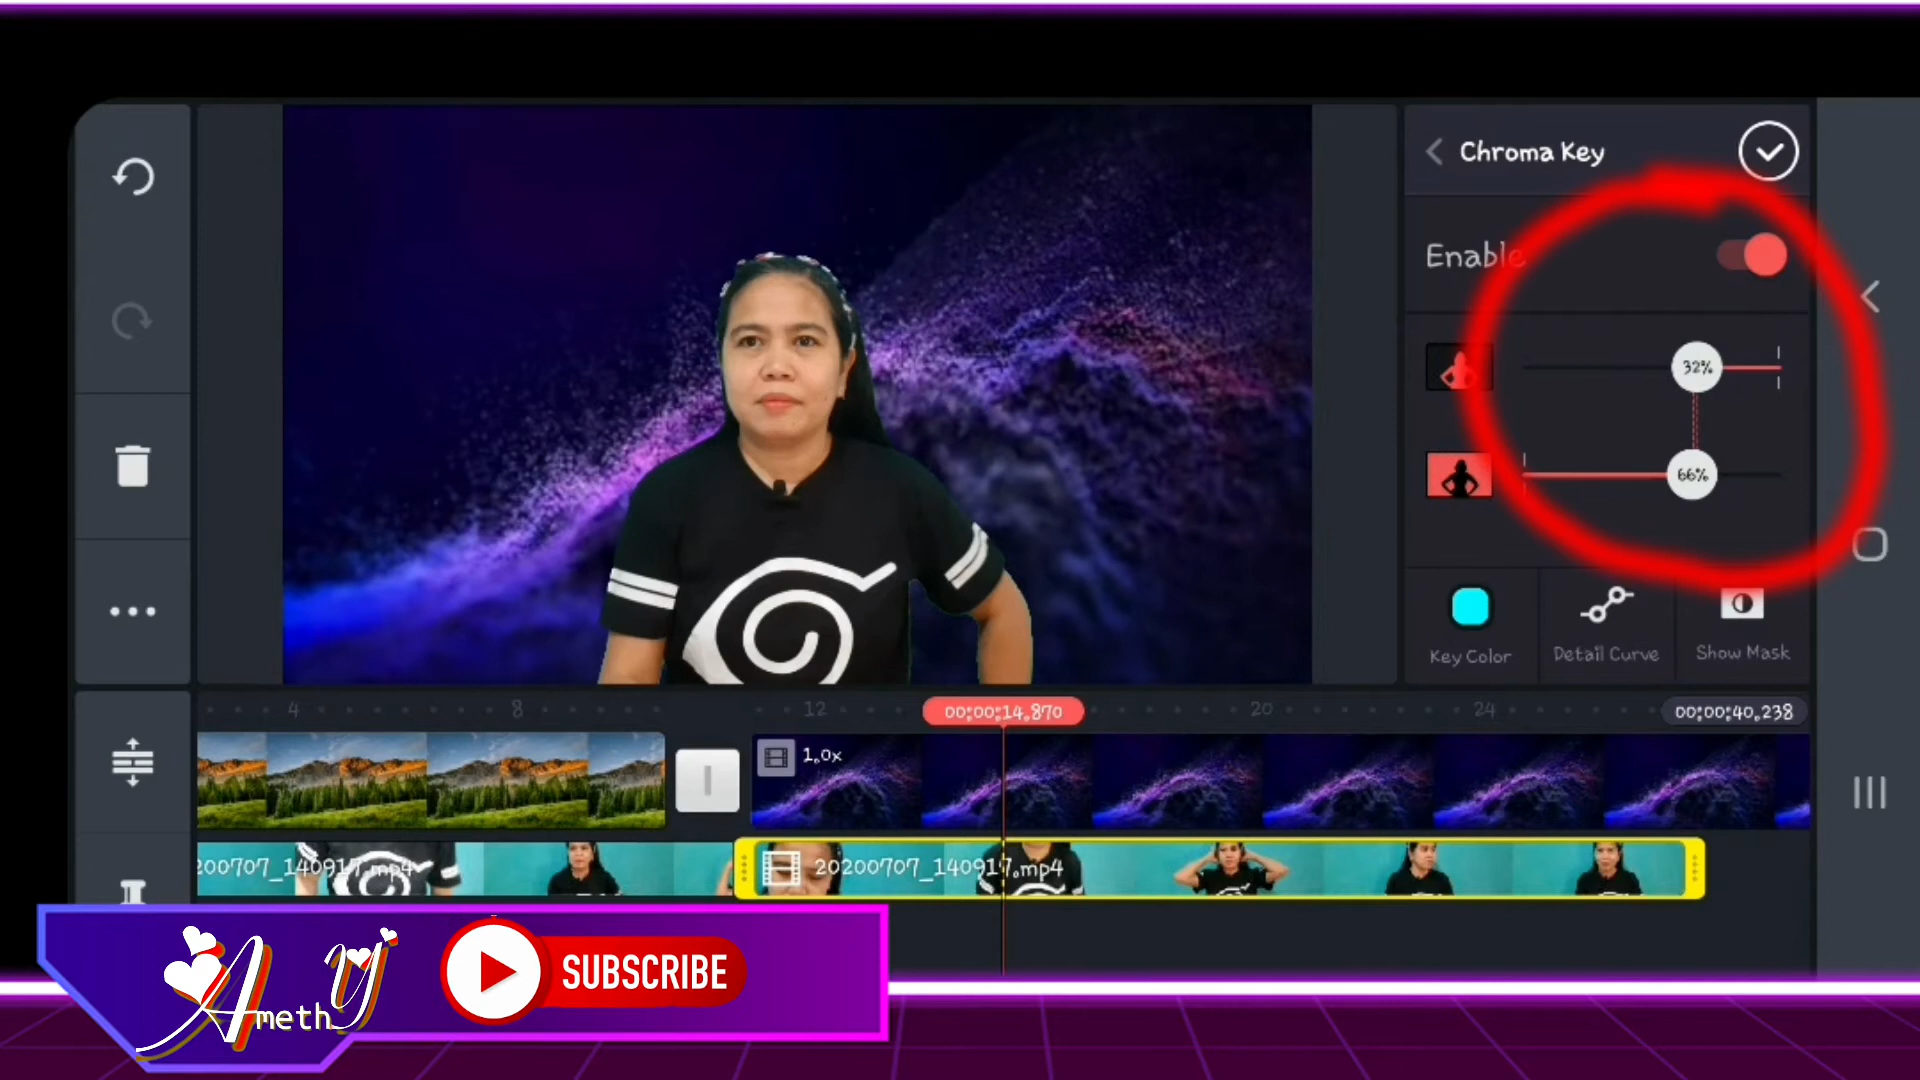 Chroma Key
Enable
32%
66%
Key Color
Detail Curve
Show Mask
4
8
12
00:00:14.870
20
24
00:00:40.238
1.0x
200707_140917.mp4
20200707_140917.mp4
AmethY
SUBSCRIBE